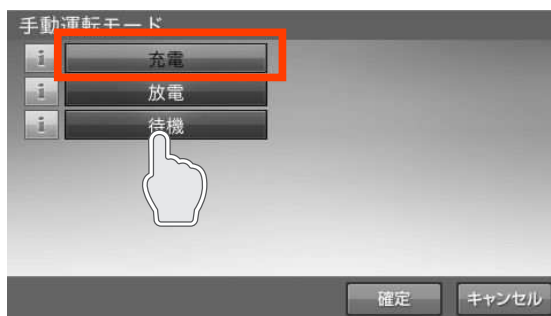 手動運転モード
i 充電
i 放電
i 待機
確定 キャンセル